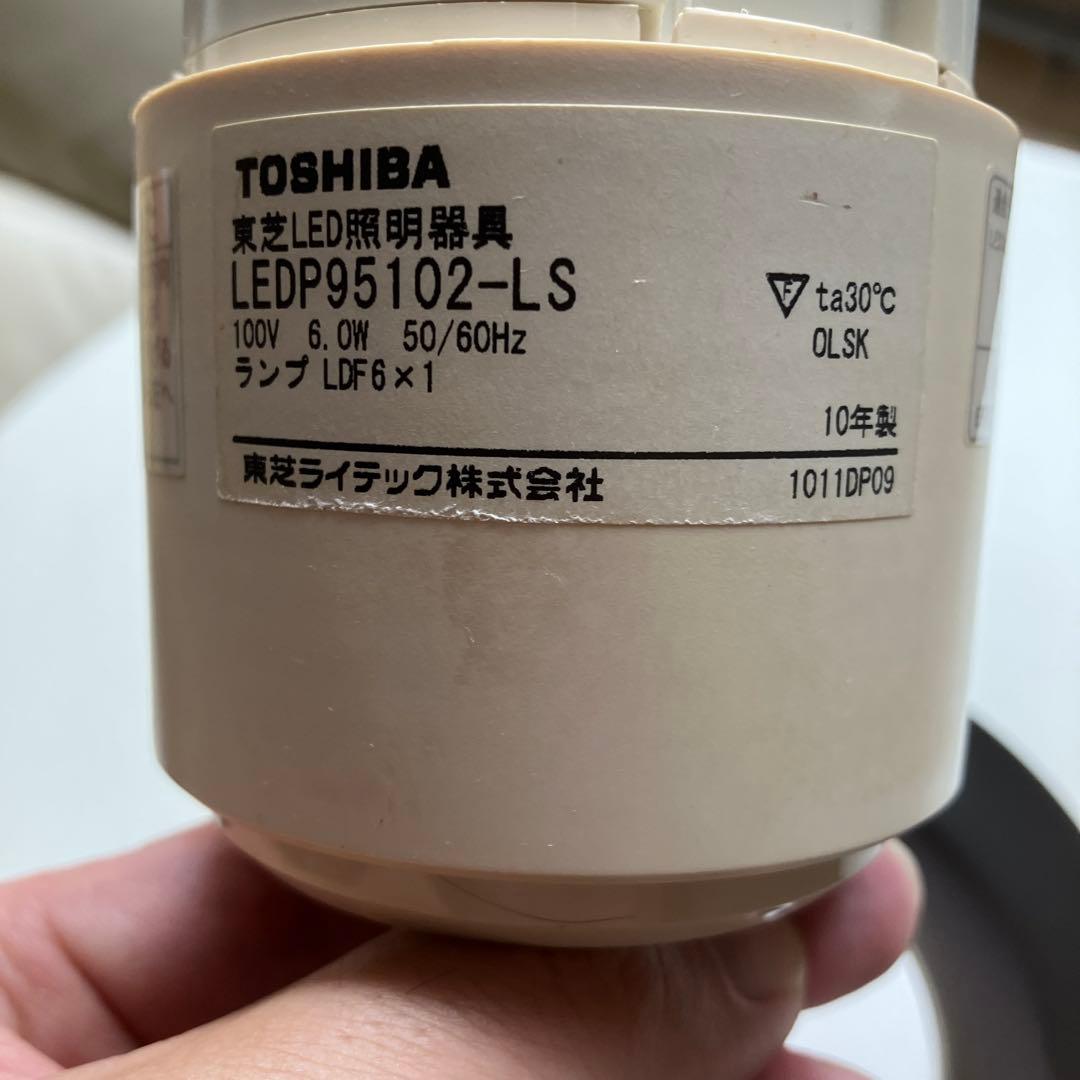 TOSHIBA
東芝LED照明器具
LEDP95102-LS
100V 6.0W 50/60Hz
ランプ LDF6×1
F ta30℃
OLSK
10年製
東芝ライテック株式会社
1011DP09